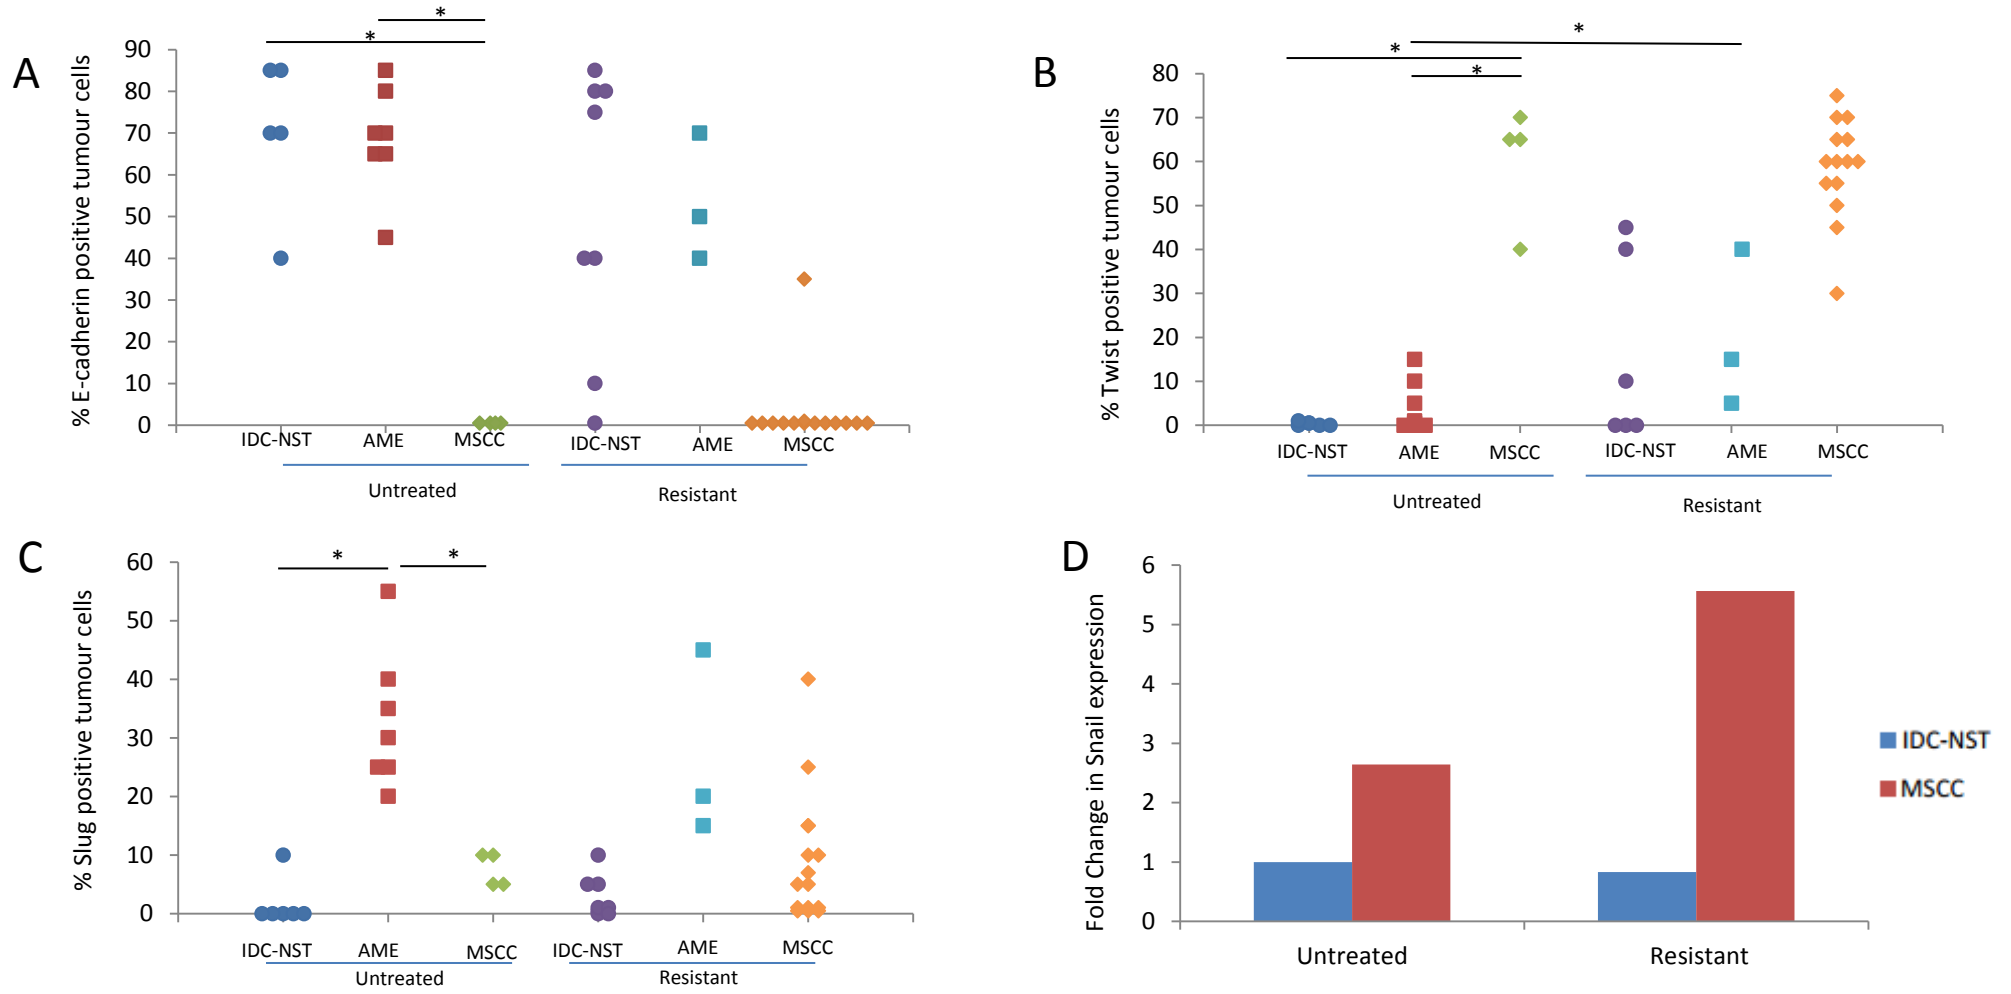 A
% E-cadherin positive tumour cells
90
80
70
60
50
40
30
20
10
0
*
*
IDC-NST AME MSCC IDC-NST AME MSCC
Untreated Resistant
B
% Twist positive tumour cells
80
70
60
50
40
30
20
10
0
*
*
*
IDC-NST AME MSCC IDC-NST AME MSCC
Untreated Resistant
C
% Slug positive tumour cells
60
50
40
30
20
10
0
* *
IDC-NST AME MSCC IDC-NST AME MSCC
Untreated Resistant
D
Fold Change in Snail expression
6
5
4
3
2
1
0
Untreated Resistant
IDC-NST
MSCC